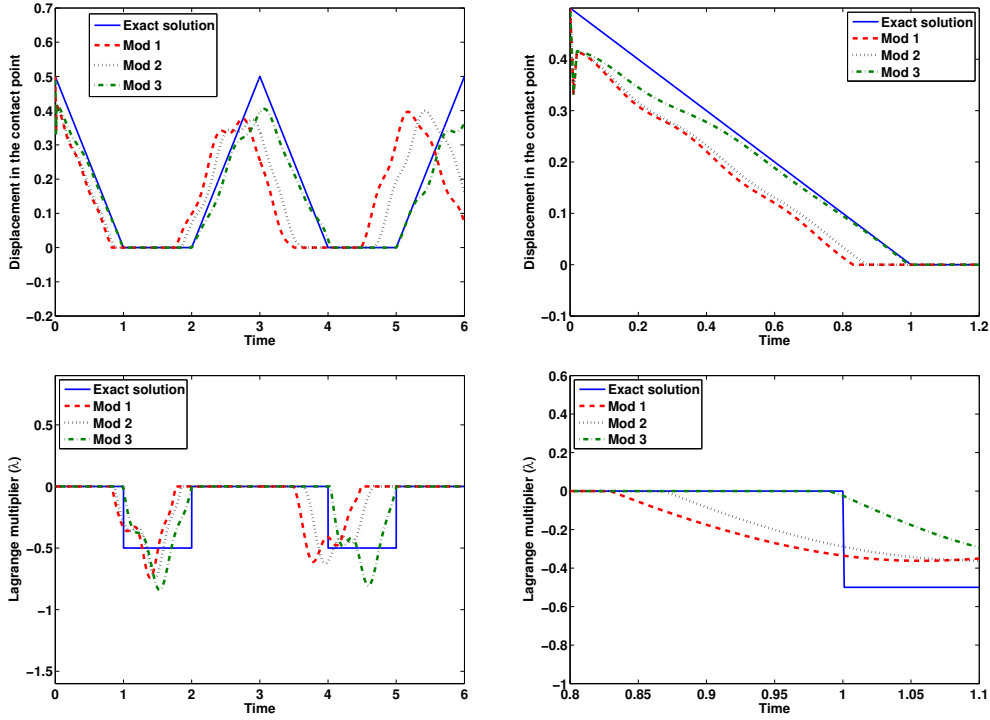 0.7
0.6
0.5
0.4
0.3
0.2
0.1
0
−0.1
−0.2
0 1 2 3 4 5 6
Time
Displacement in the contact point
Exact solution
Mod 1
Mod 2
Mod 3
0.4
0.3
0.2
0.1
0
−0.1
0 0.2 0.4 0.6 0.8 1 1.2
Time
Displacement in the contact point
Exact solution
Mod 1
Mod 2
Mod 3
0.5
0
−0.5
−1
−1.5
0 1 2 3 4 5 6
Time
Lagrange multiplier (λ)
Exact solution
Mod 1
Mod 2
Mod 3
0.6
0.4
0.2
0
−0.2
−0.4
−0.6
−0.8
−1
0.8 0.85 0.9 0.95 1 1.05 1.1
Time
Lagrange multiplier (λ)
Exact solution
Mod 1
Mod 2
Mod 3